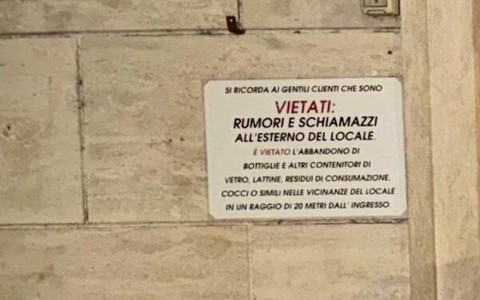 SI RICORDA AI GENTILI CLIENTI CHE SONO
VIETATI:
RUMORI E SCHIAMAZZI
ALL'ESTERNO DEL LOCALE.
È VIETATO L'ABBANDONO DI
BOTTIGLIE E ALTRI CONTENITORI DI
VETRO, LATTINE, RESIDUI DI CONSUMAZIONE,
COCCI O SIMILI NELLE VICINANZE DEL LOCALE
IN UN RAGGIO DI 20 METRI DALL' INGRESSO